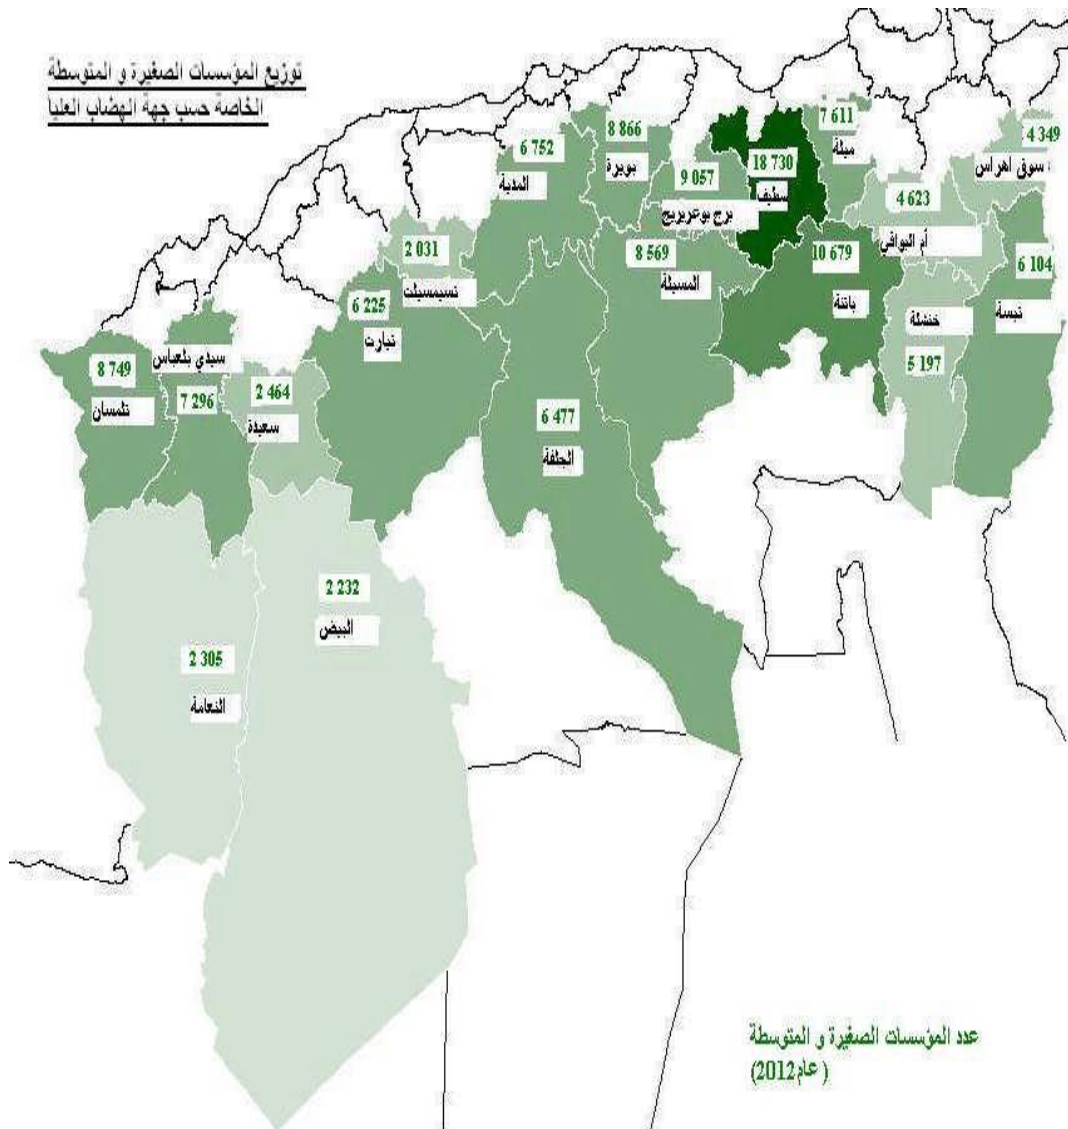 توزيع المؤسسات الصغيرة و المتوسطة
الخاصة حسب جهة الهضاب العليا
7 611
ميلة
4 349
سوق اهراس
8 866
بويرة
6 752
المدية
18 730
سطيف
9 057
برج بوعريريج
4 623
أم البواقي
2 031
تسيمسيلت
8 569
المسيلة
10 679
باتنة
6 104
تبسة
6 225
تيارت
خنشلة
5 197
سيدي بلعباس
7 296
8 749
تلمسان
2 464
سعيدة
6 477
الجلفة
2 232
البيض
2 305
النعامة
عدد المؤسسات الصغيرة و المتوسطة
(عام 2012)